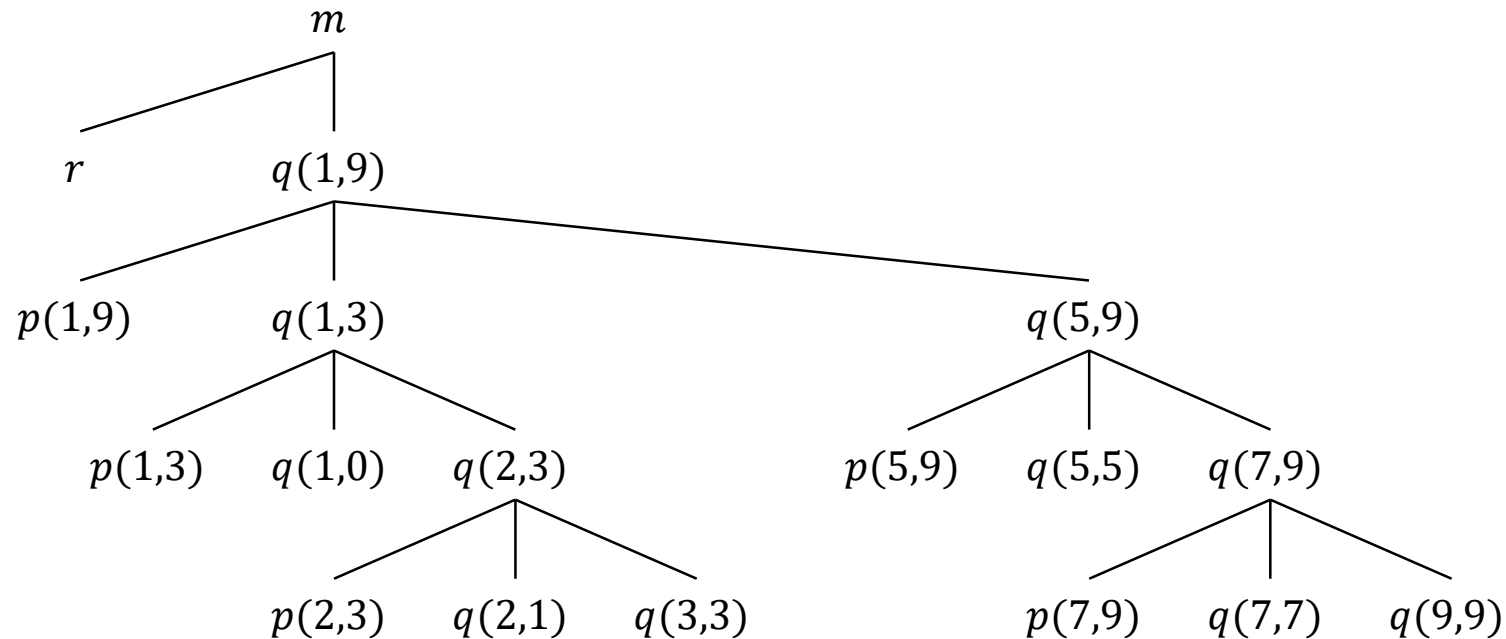 m
r q(1,9)
p(1,9) q(1,3) q(5,9)
p(1,3) q(1,0) q(2,3) p(5,9) q(5,5) q(7,9)
p(2,3) q(2,1) q(3,3) p(7,9) q(7,7) q(9,9)